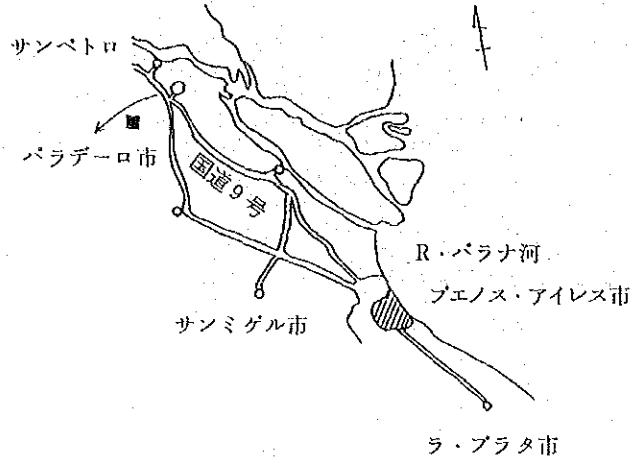 サンペトロ
パラデーロ市
国道9号
R・パラナ河
ブエノス・アイレス市
サンミゲル市
ラ・プラタ市